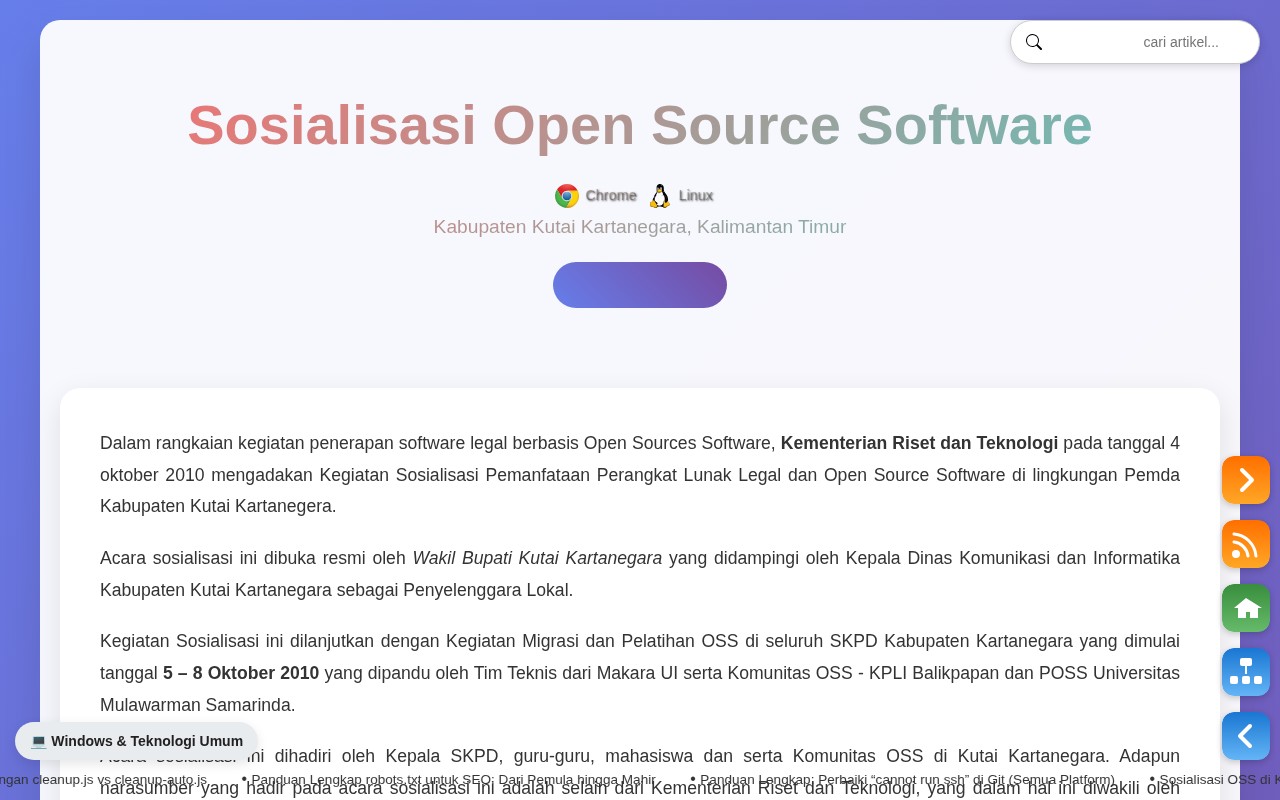 cari artikel...
Sosialisasi Open Source Software
Chrome Linux
Kabupaten Kutai Kartanegara, Kalimantan Timur
Dalam rangkaian kegiatan penerapan software legal berbasis Open Sources Software, Kementerian Riset dan Teknologi pada tanggal 4
oktober 2010 mengadakan Kegiatan Sosialisasi Pemanfaatan Perangkat Lunak Legal dan Open Source Software di lingkungan Pemda
Kabupaten Kutai Kartanegera.
Acara sosialisasi ini dibuka resmi oleh Wakil Bupati Kutai Kartanegara yang didampingi oleh Kepala Dinas Komunikasi dan Informatika
Kabupaten Kutai Kartanegara sebagai Penyelenggara Lokal.
Kegiatan Sosialisasi ini dilanjutkan dengan Kegiatan Migrasi dan Pelatihan OSS di seluruh SKPD Kabupaten Kartanegara yang dimulai
tanggal 5 – 8 Oktober 2010 yang dipandu oleh Tim Teknis dari Makara UI serta Komunitas OSS - KPLI Balikpapan dan POSS Universitas
Mulawarman Samarinda.
💻 Windows & Teknologi Umum
Acara sosialisasi ini dihadiri oleh Kepala SKPD, guru-guru, mahasiswa dan serta Komunitas OSS di Kutai Kartanegara. Adapun
ngan cleanup.js vs cleanup-auto.js • Panduan Lengkap robots.txt untuk SEO: Dari Pemula hingga Mahir • Panduan Lengkap: Perbaiki “cannot run ssh” di Git (Semua Platform) • Sosialisasi OSS di K
narasumber yang hadir pada acara sosialisasi ini adalah selain dari Kementerian Riset dan Teknologi, yang dalam hal ini diwakili oleh